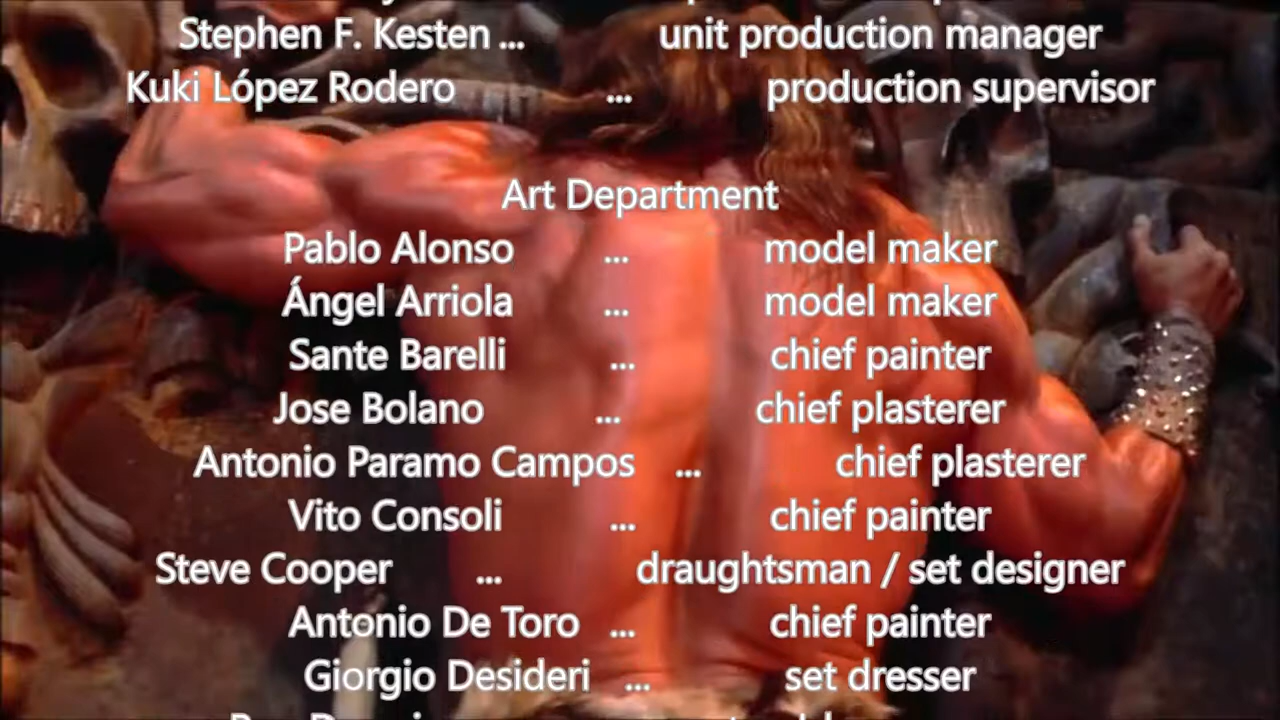 Stephen F. Kesten ... unit production manager
Kuki López Rodero ... production supervisor
Art Department
Pablo Alonso ... model maker
Ángel Arriola ... model maker
Sante Barelli ... chief painter
Jose Bolano ... chief plasterer
Antonio Paramo Campos ... chief plasterer
Vito Consoli ... chief painter
Steve Cooper ... draughtsman / set designer
Antonio De Toro ... chief painter
Giorgio Desideri ... set dresser